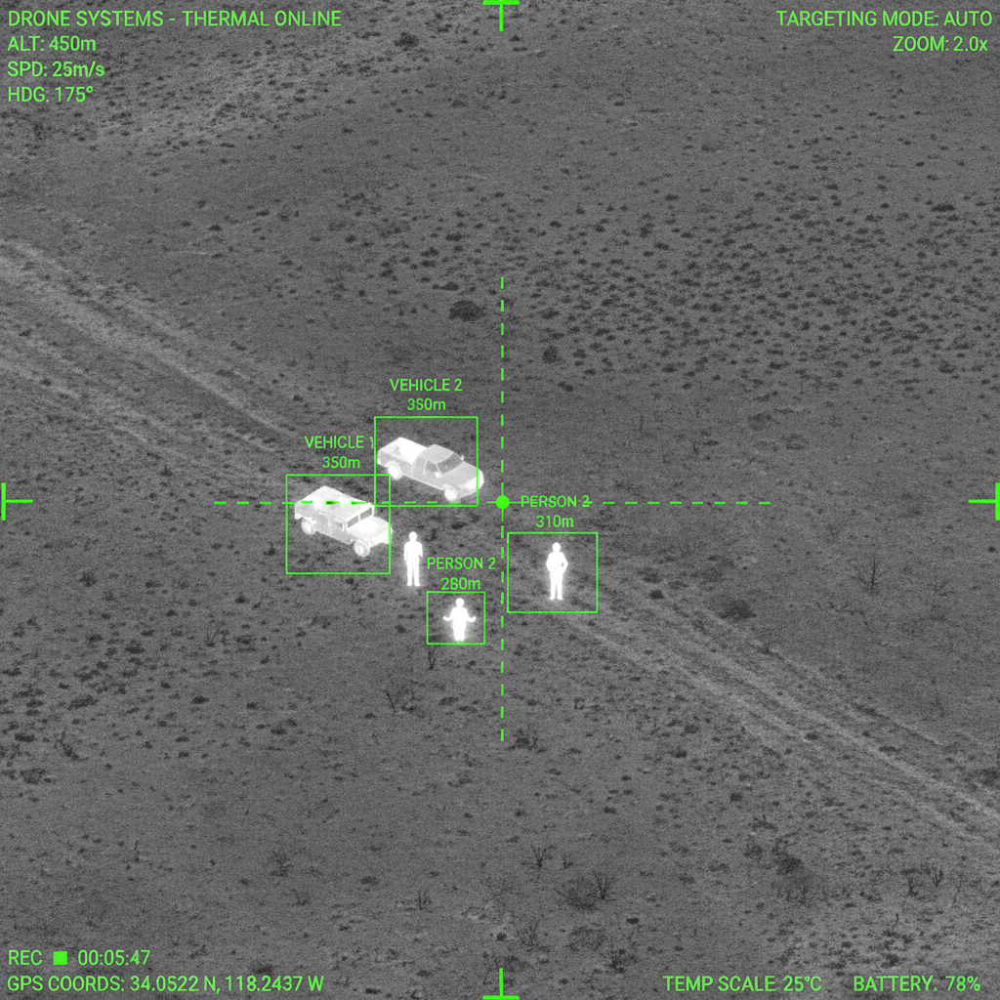 DRONE SYSTEMS - THERMAL ONLINE
ALT: 450m
SPD: 25m/s
HDG: 175°
TARGETING MODE: AUTO
ZOOM: 2.0x
VEHICLE 2
350m
VEHICLE
350m
PERSON 2
310m
PERSON 2
280m
REC 00:05:47
GPS COORDS: 34.0522 N, 118.2437 W
TEMP SCALE 25°C
BATTERY: 78%